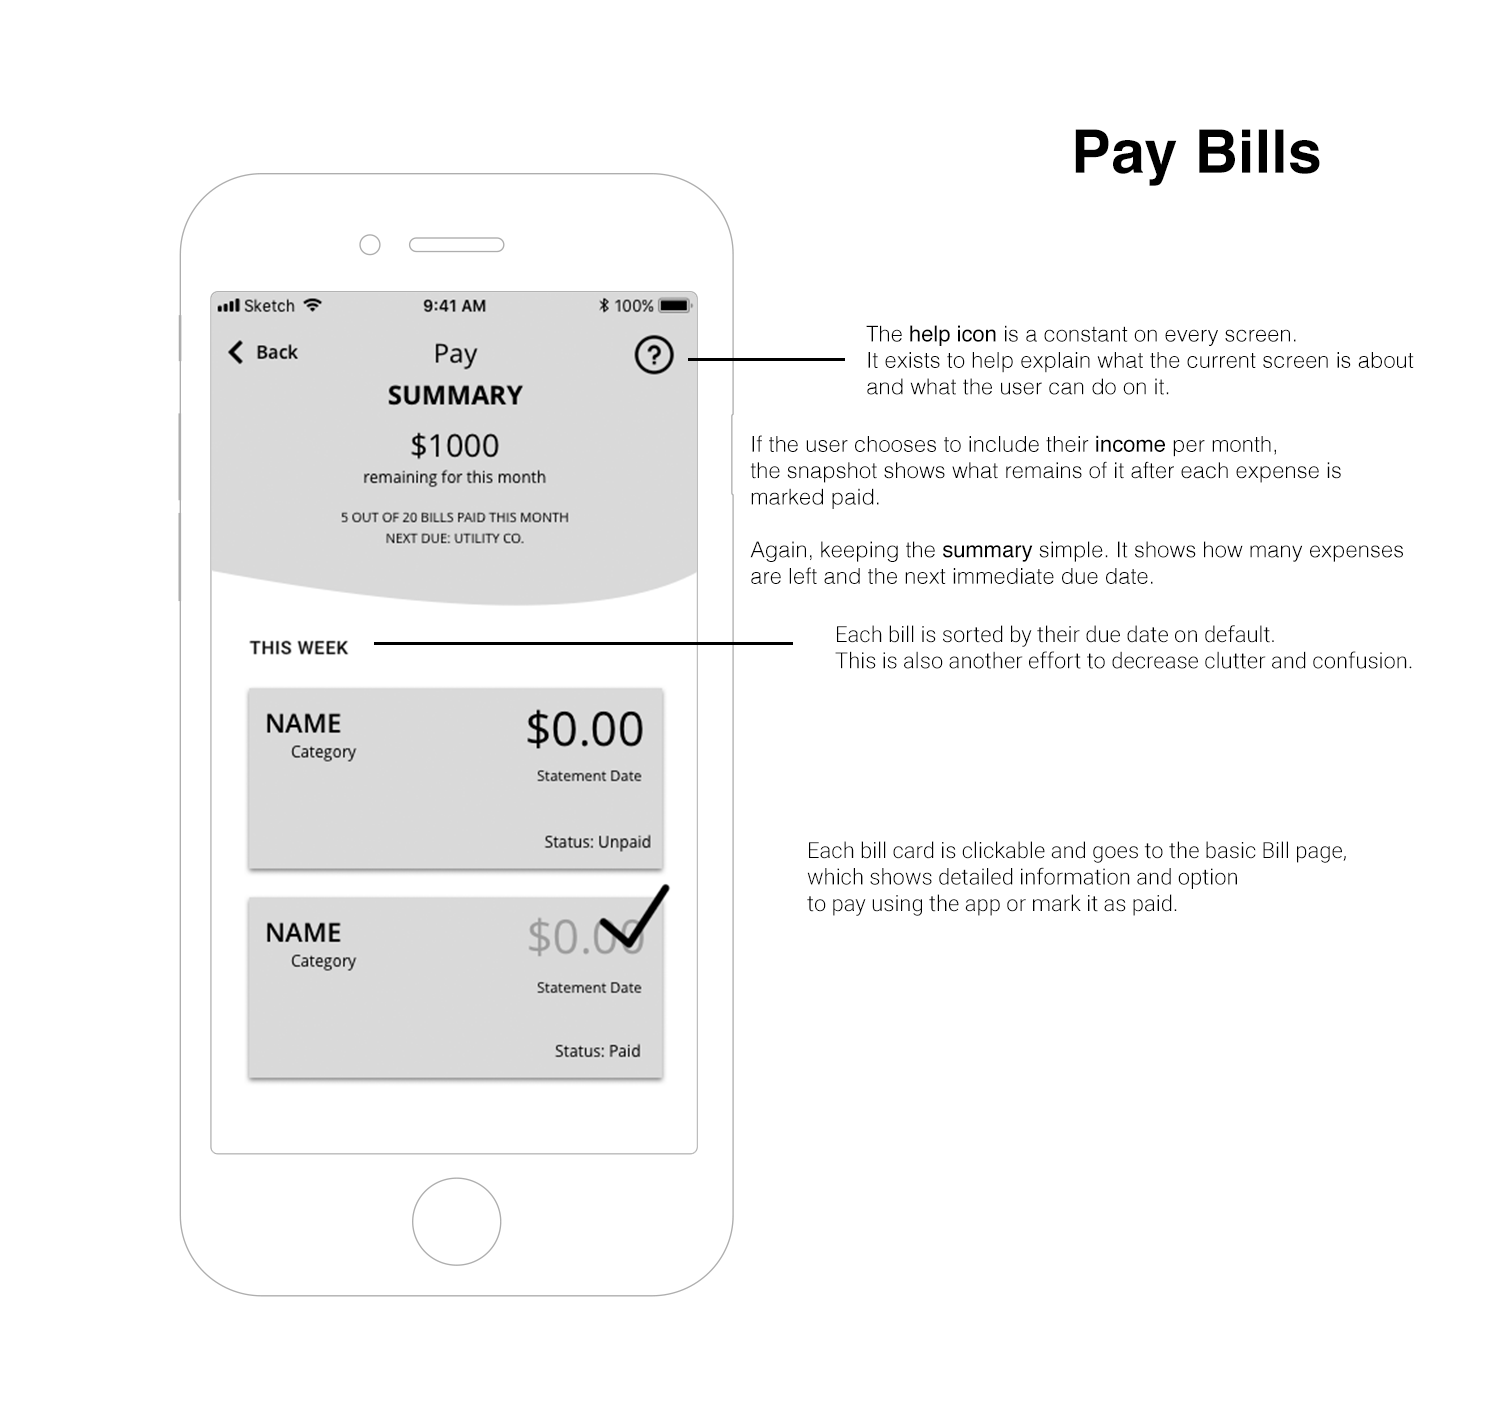 Pay Bills
Sketch 9:41 AM 100%
Back Pay ?
SUMMARY
$1000
remaining for this month
5 OUT OF 20 BILLS PAID THIS MONTH
NEXT DUE: UTILITY CO.
THIS WEEK
NAME $0.00
Category
Statement Date
Status: Unpaid
NAME $0.00
Category
Statement Date
Status: Paid
The help icon is a constant on every screen.
It exists to help explain what the current screen is about
and what the user can do on it.
If the user chooses to include their income per month,
the snapshot shows what remains of it after each expense is
marked paid.
Again, keeping the summary simple. It shows how many expenses
are left and the next immediate due date.
Each bill is sorted by their due date on default.
This is also another effort to decrease clutter and confusion.
Each bill card is clickable and goes to the basic Bill page,
which shows detailed information and option
to pay using the app or mark it as paid.